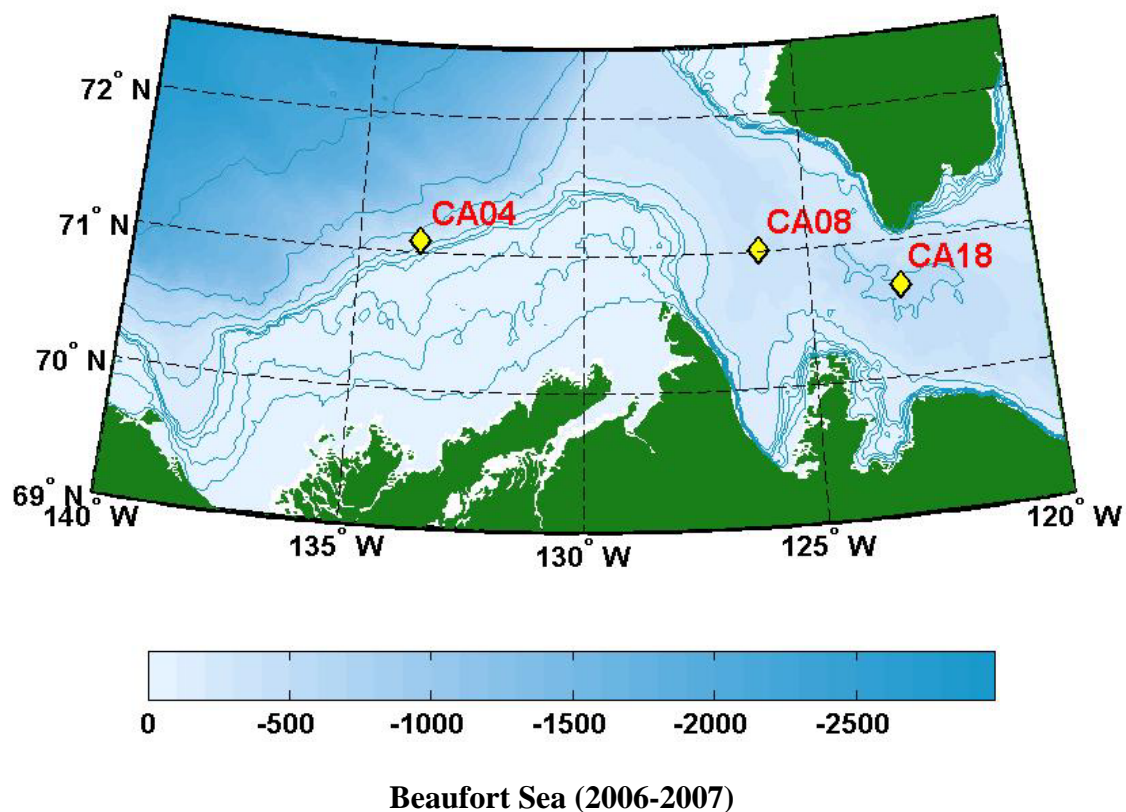 72° N
71° N
CA04
CA08
CA18
70° N
69° N
140° W
135° W
130° W
125° W
120° W
0 -500 -1000 -1500 -2000 -2500
Beaufort Sea (2006-2007)